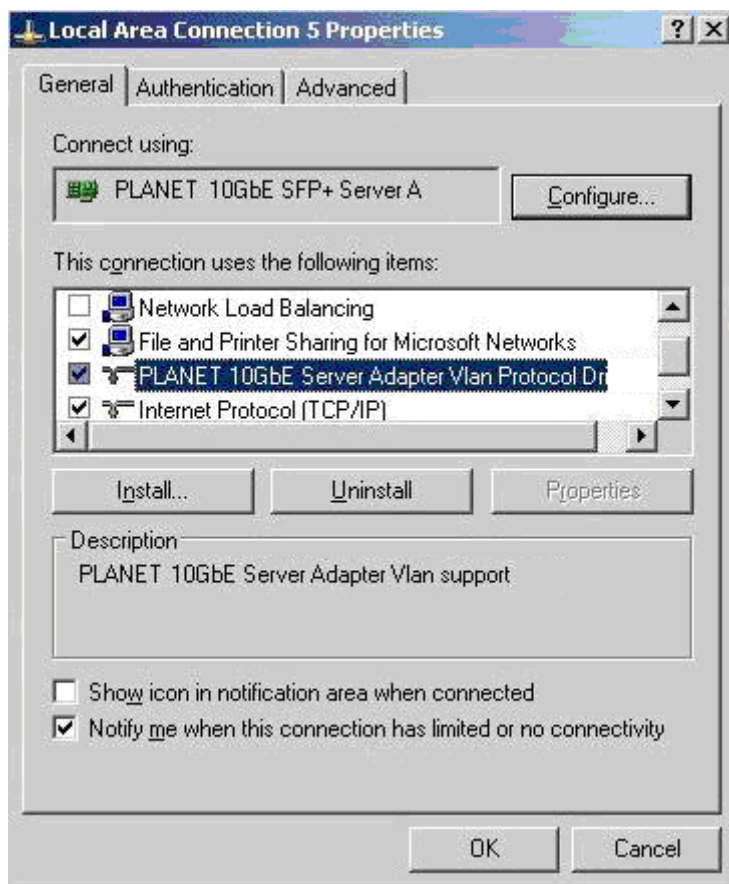 Local Area Connection 5 Properties
General Authentication Advanced
Connect using:
PLANET 10GbE SFP+ Server A
Configure...
This connection uses the following items:
Network Load Balancing
File and Printer Sharing for Microsoft Networks
PLANET 10GbE Server Adapter Vlan Protocol Dri
Internet Protocol (TCP/IP)
Install... Uninstall Properties
Description
PLANET 10GbE Server Adapter Vlan support
Show icon in notification area when connected
Notify me when this connection has limited or no connectivity
OK Cancel